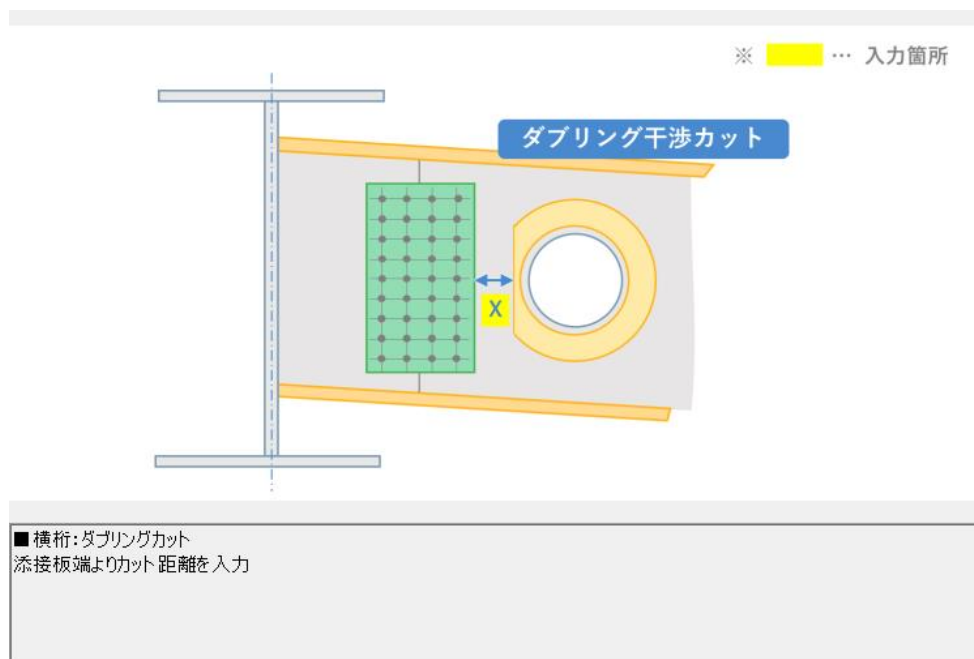 ※ … 入力箇所
ダブリング干渉カット
X
■横桁:ダブリングカット
添接板端よりカット距離を入力